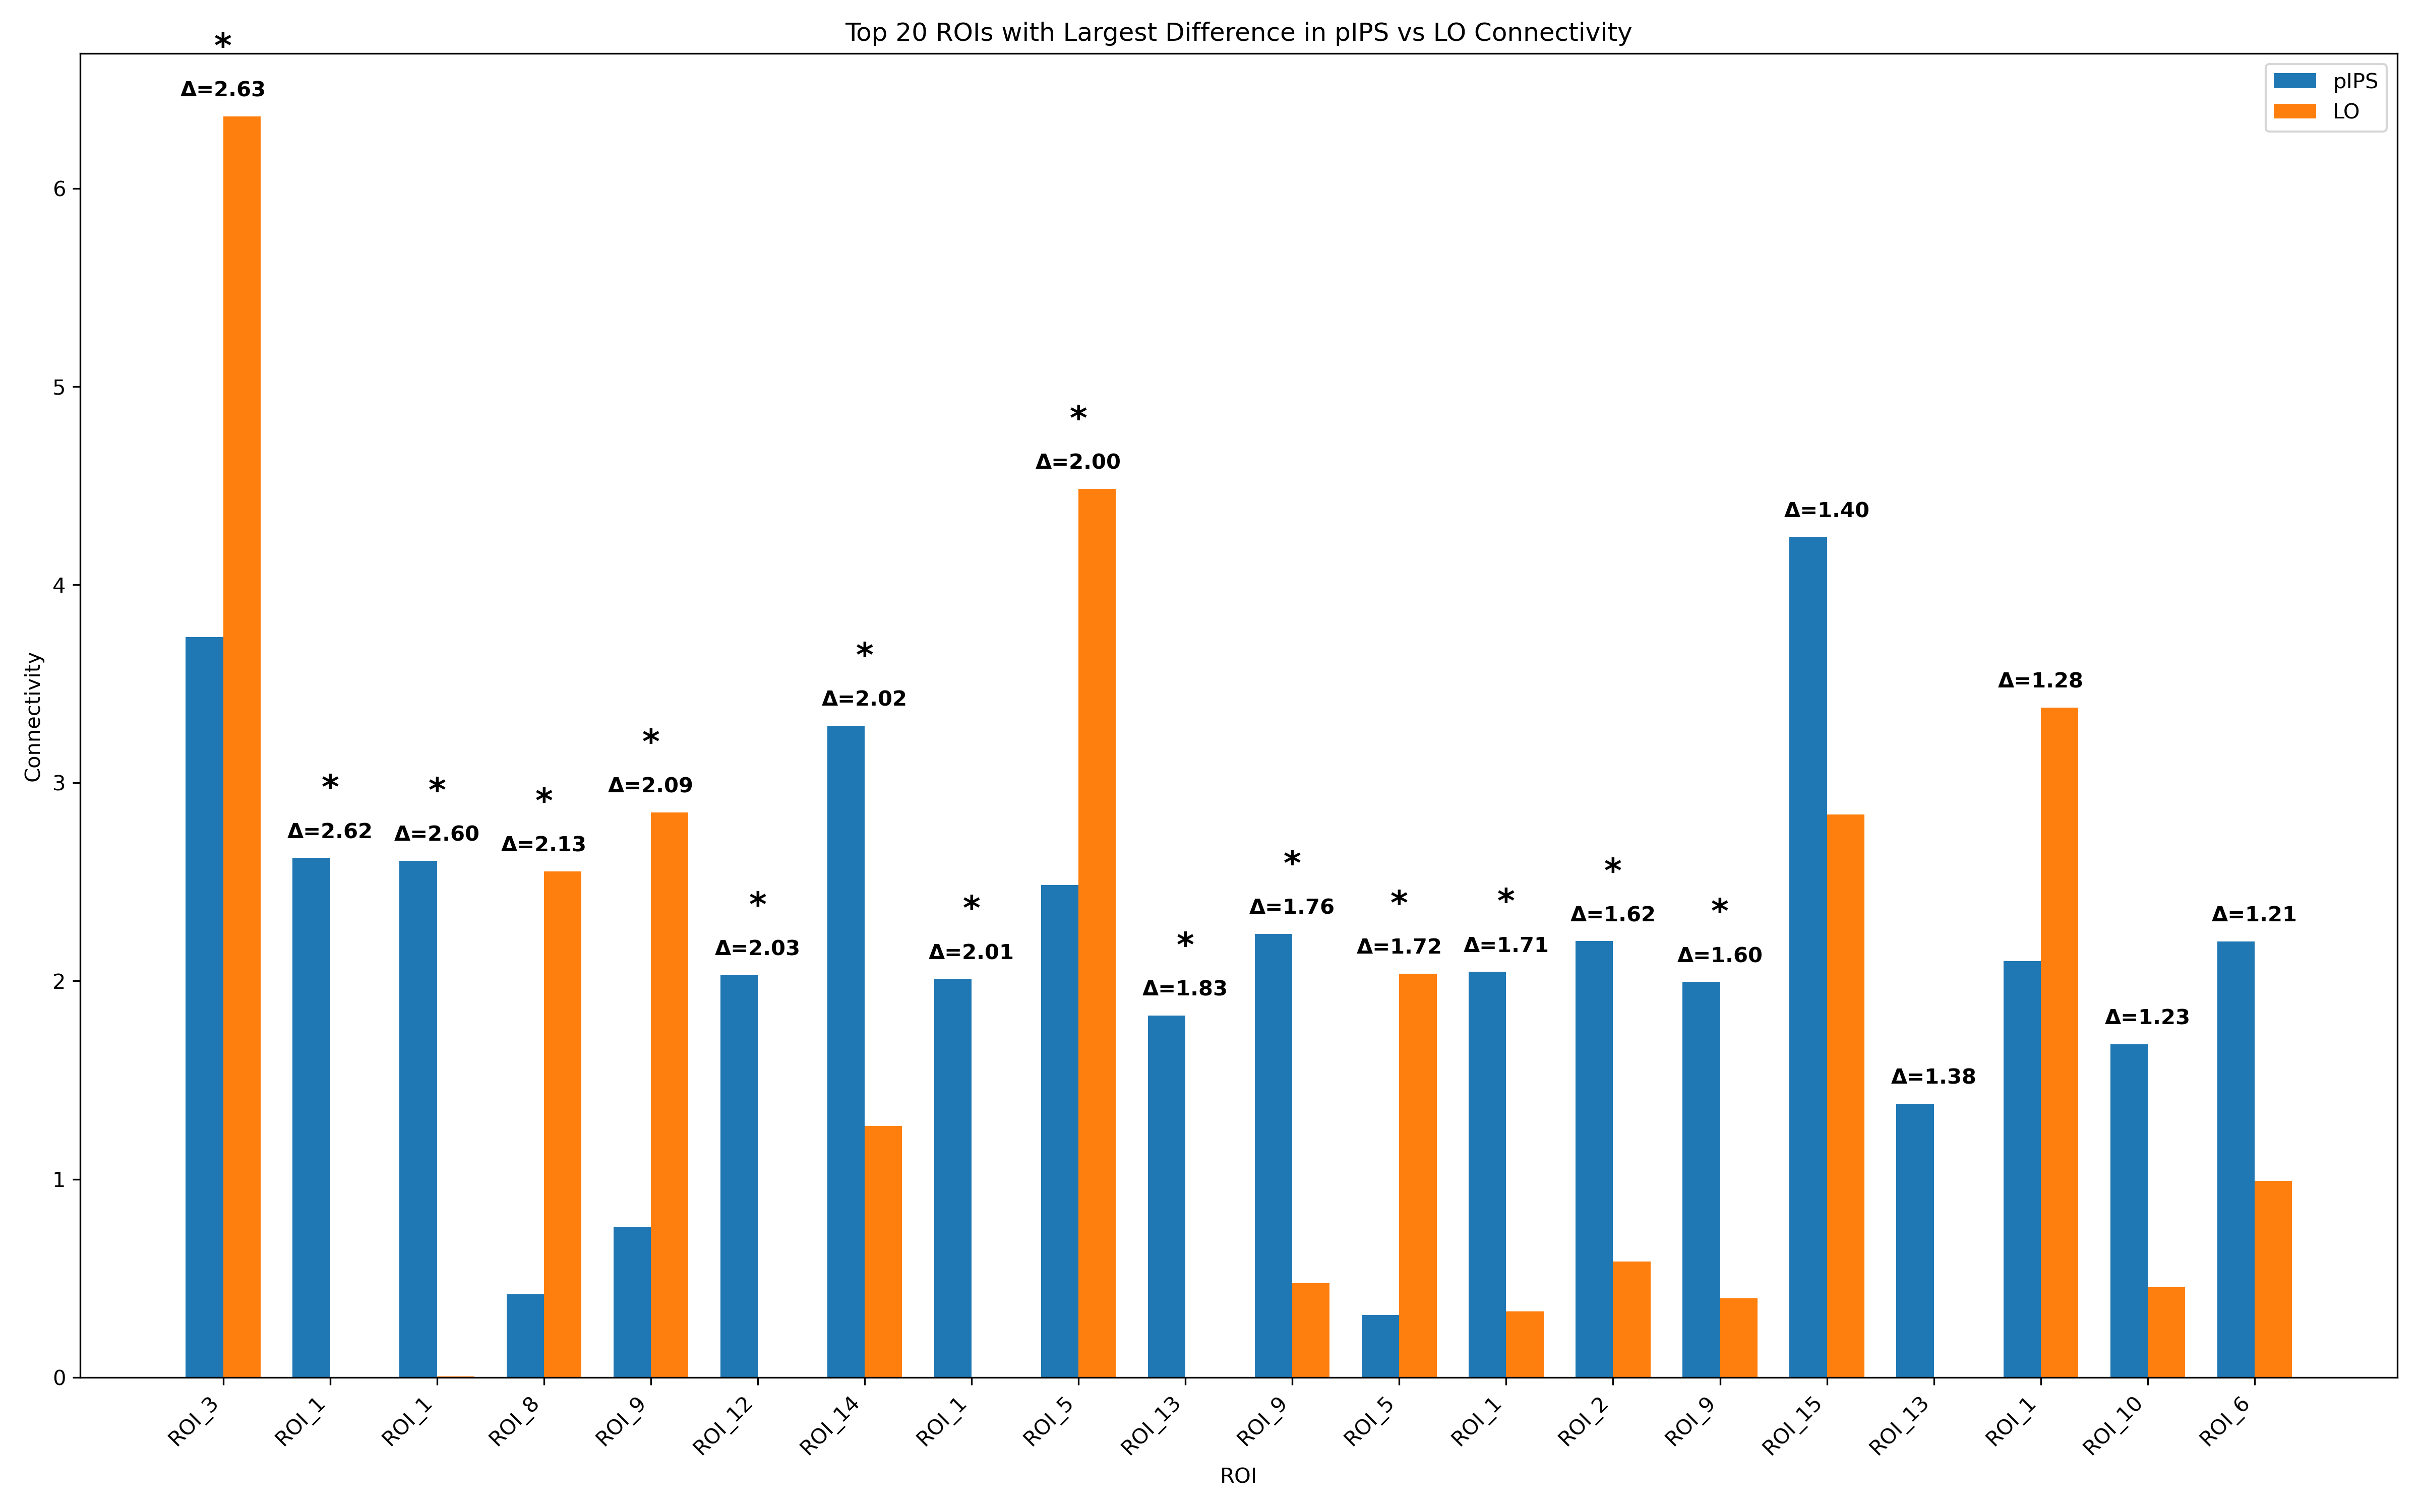 Top 20 ROIs with Largest Difference in pIPS vs LO Connectivity
pIPS
LO
Connectivity
6
5
4
3
2
1
0
*
Δ=2.63
*
Δ=2.62
*
Δ=2.60
*
Δ=2.13
*
Δ=2.09
*
Δ=2.03
*
Δ=2.02
*
Δ=2.01
*
Δ=2.00
*
Δ=1.83
*
Δ=1.76
*
Δ=1.72
*
Δ=1.71
*
Δ=1.62
*
Δ=1.60
Δ=1.40
Δ=1.38
Δ=1.28
Δ=1.23
Δ=1.21
ROI_3
ROI_1
ROI_1
ROI_8
ROI_9
ROI_12
ROI_14
ROI_1
ROI_5
ROI_13
ROI_9
ROI_5
ROI_1
ROI_2
ROI_9
ROI_15
ROI_13
ROI_1
ROI_10
ROI_6
ROI